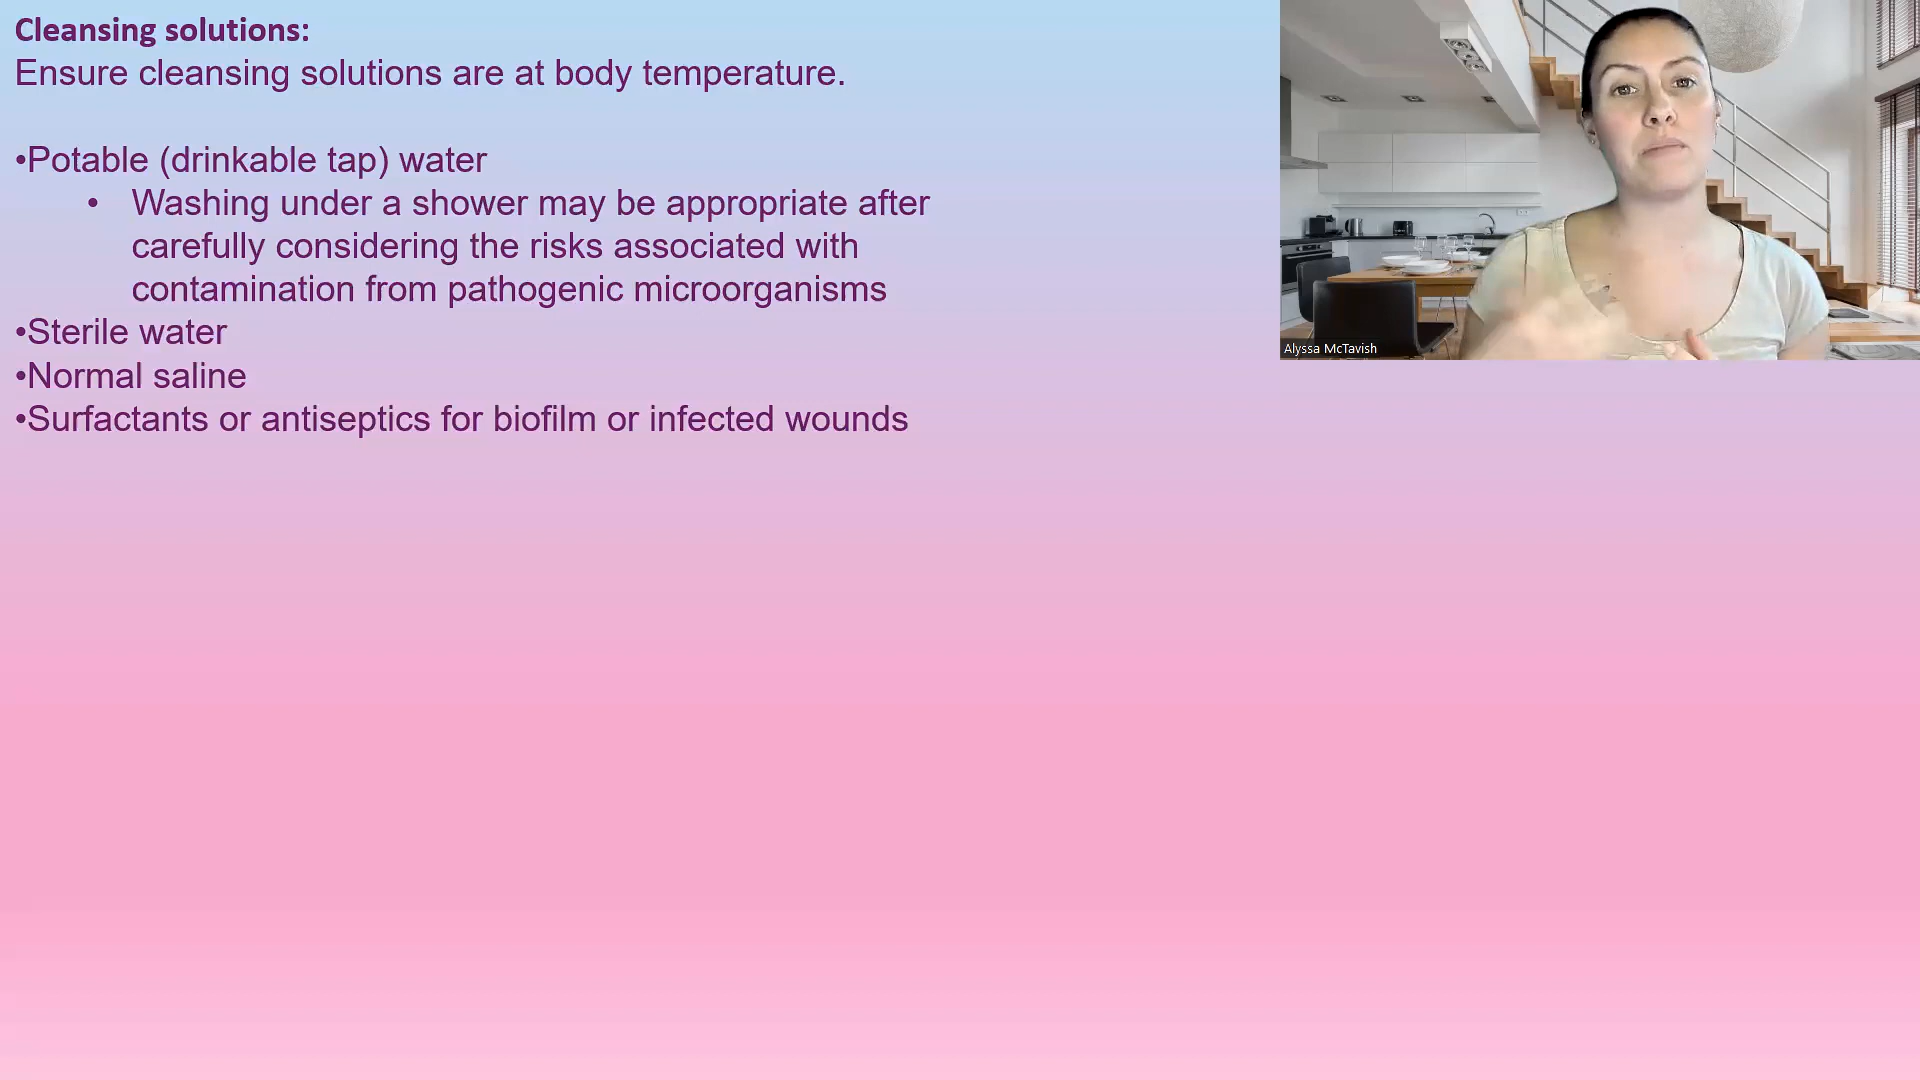 Cleansing solutions:
Ensure cleansing solutions are at body temperature.
•Potable (drinkable tap) water
• Washing under a shower may be appropriate after
carefully considering the risks associated with
contamination from pathogenic microorganisms
•Sterile water
•Normal saline
•Surfactants or antiseptics for biofilm or infected wounds
Alyssa McTavish